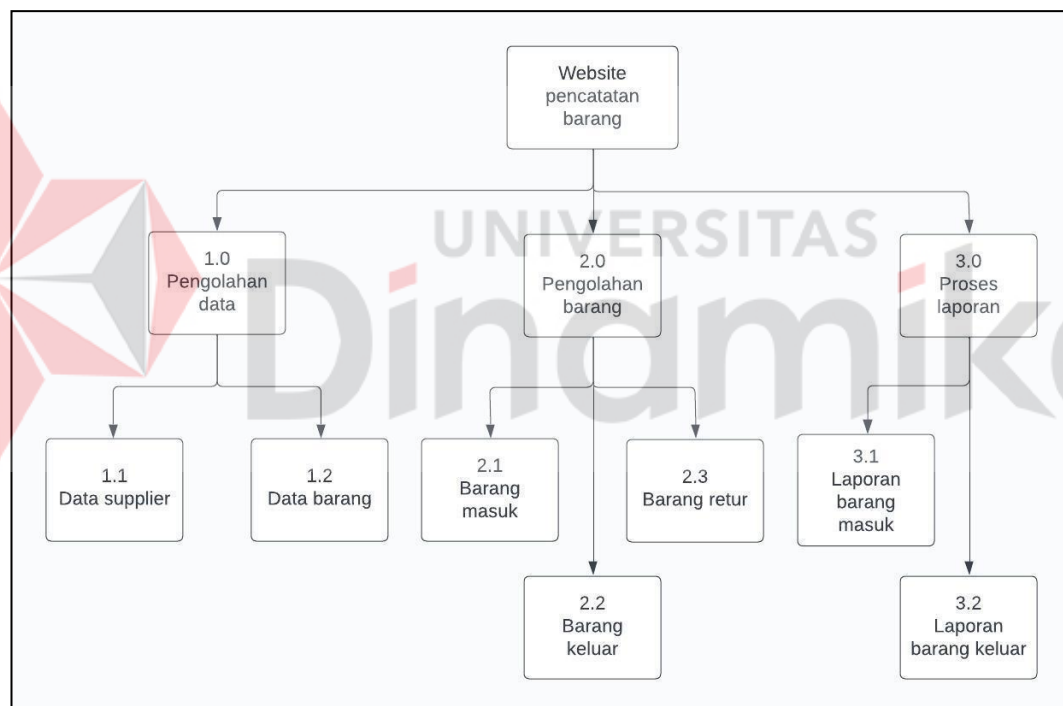 Website
pencatatan
barang
UNIVERSITAS
Dinamika
1.0
Pengolahan
data
2.0
Pengolahan
barang
3.0
Proses
laporan
1.1
Data supplier
1.2
Data barang
2.1
Barang
masuk
2.3
Barang retur
3.1
Laporan
barang
masuk
2.2
Barang
keluar
3.2
Laporan
barang keluar